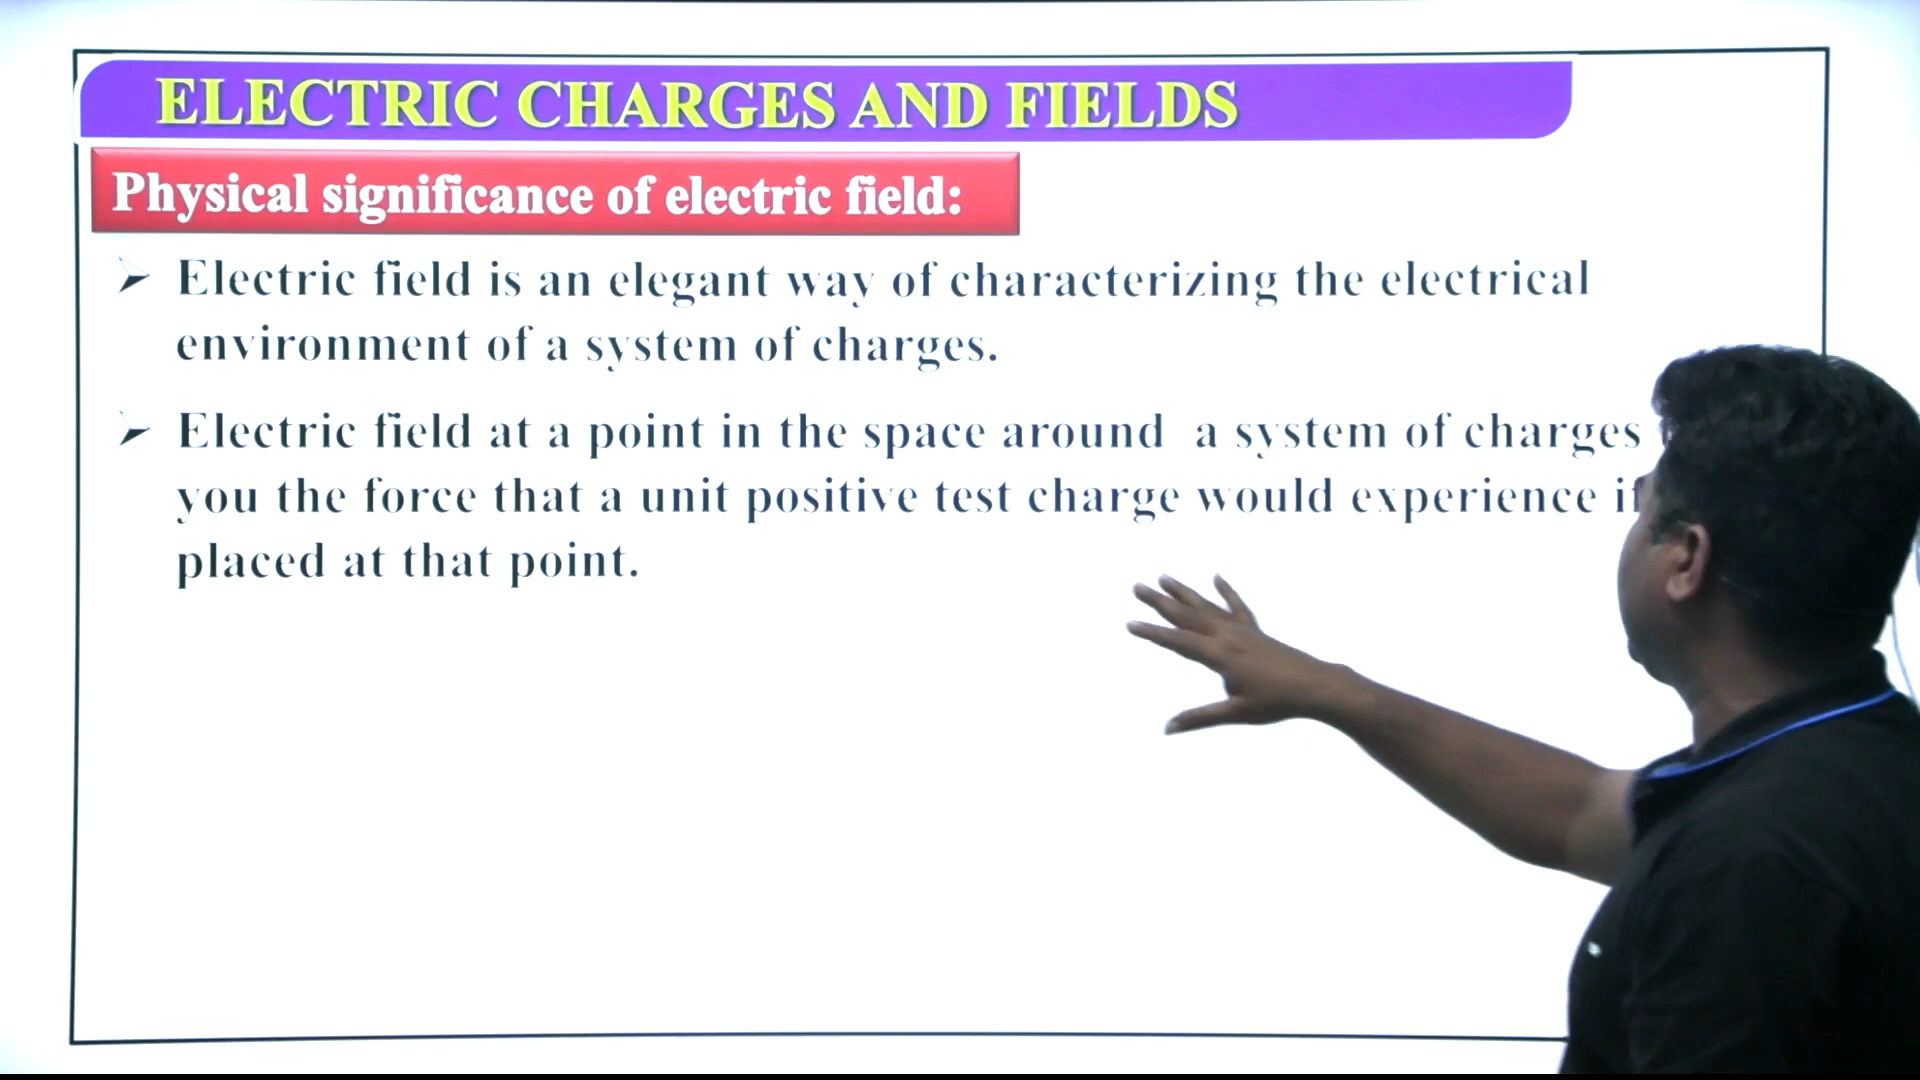 ELECTRIC CHARGES AND FIELDS
Physical significance of electric field:
Electric field is an elegant way of characterizing the electrical
environment of a system of charges.
Electric field at a point in the space around a system of charges
you the force that a unit positive test charge would experience if
placed at that point.